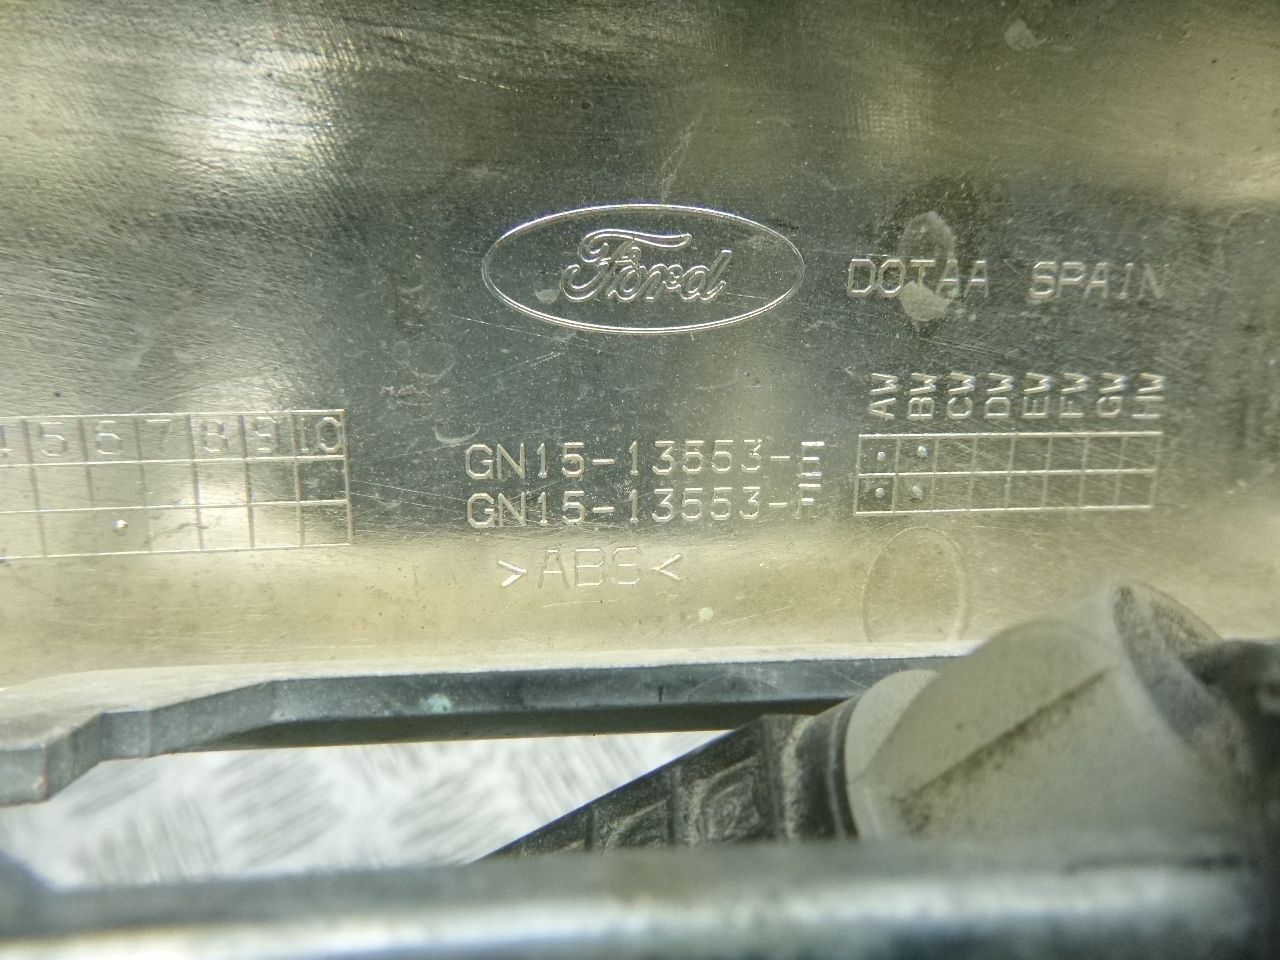 Ford
DOTAA SPAIN
AW BW CW DW EW FW GW HW
5 6 7 8 9 10
GN15-13553-E
GN15-13553-F
>ABS<